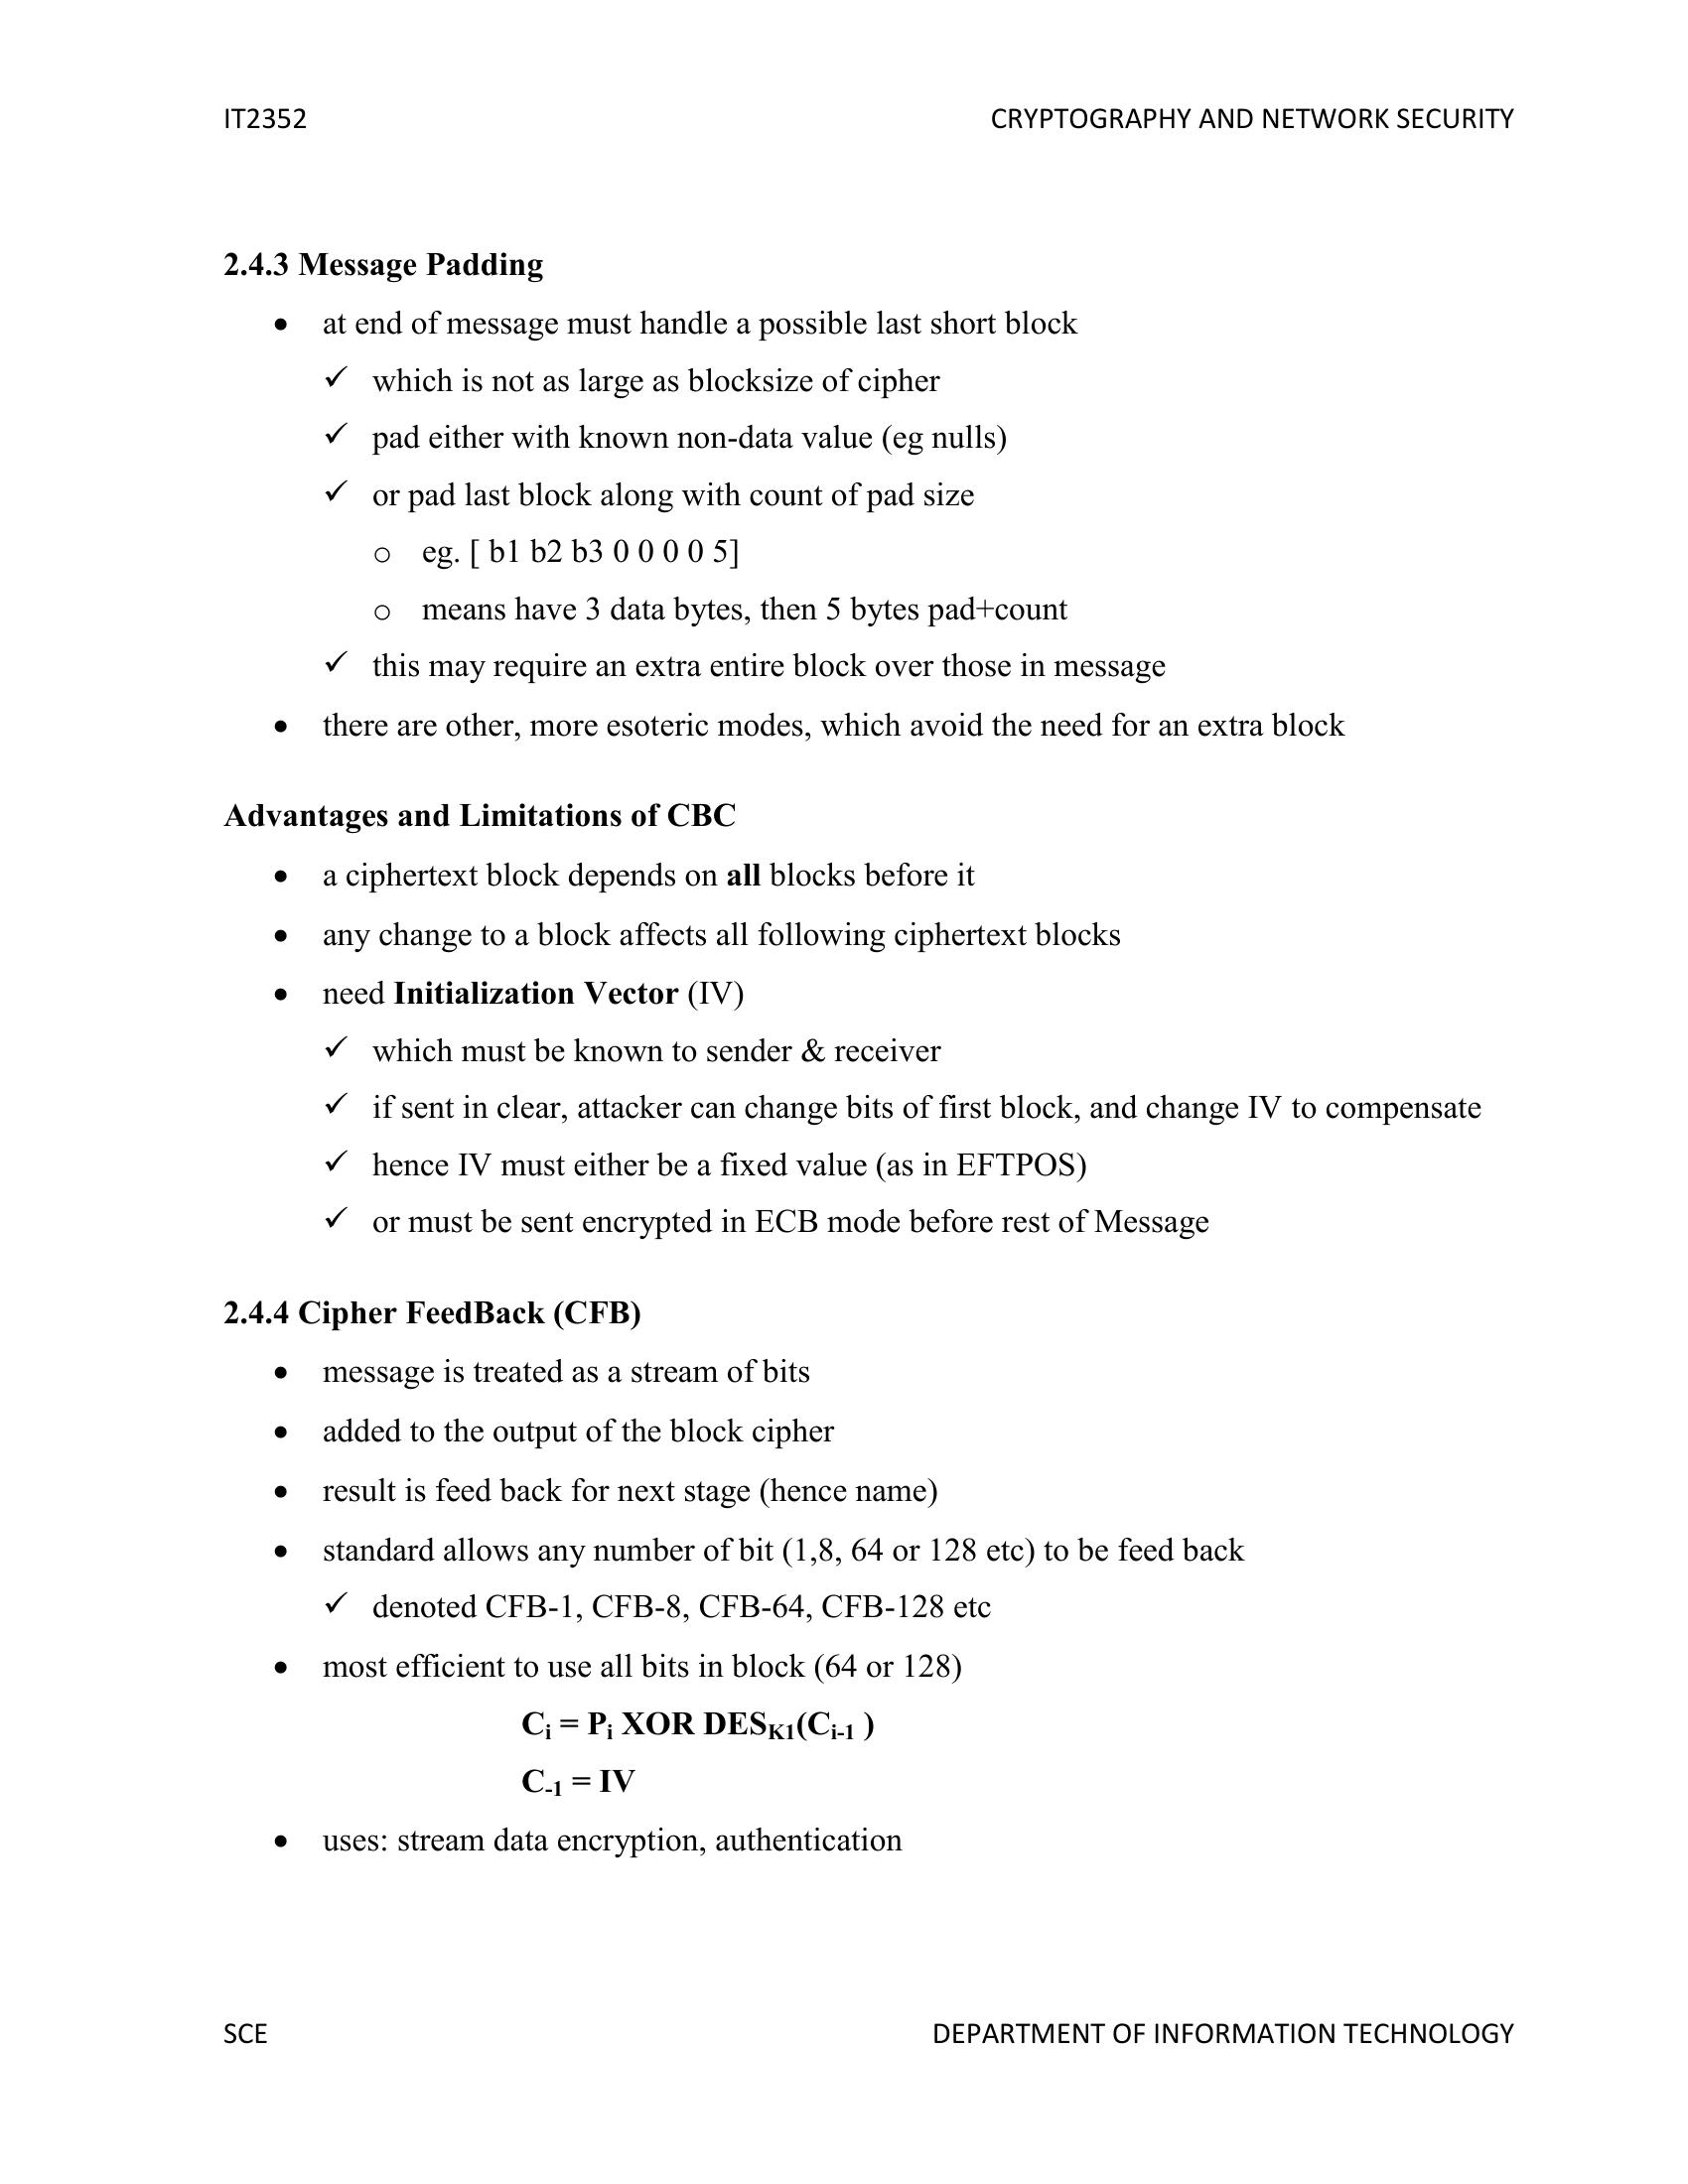 IT2352 CRYPTOGRAPHY AND NETWORK SECURITY
2.4.3 Message Padding
• at end of message must handle a possible last short block
✓ which is not as large as blocksize of cipher
✓ pad either with known non-data value (eg nulls)
✓ or pad last block along with count of pad size
o eg. [ b1 b2 b3 0 0 0 0 5]
o means have 3 data bytes, then 5 bytes pad+count
✓ this may require an extra entire block over those in message
• there are other, more esoteric modes, which avoid the need for an extra block
Advantages and Limitations of CBC
• a ciphertext block depends on all blocks before it
• any change to a block affects all following ciphertext blocks
• need Initialization Vector (IV)
✓ which must be known to sender & receiver
✓ if sent in clear, attacker can change bits of first block, and change IV to compensate
✓ hence IV must either be a fixed value (as in EFTPOS)
✓ or must be sent encrypted in ECB mode before rest of Message
2.4.4 Cipher FeedBack (CFB)
• message is treated as a stream of bits
• added to the output of the block cipher
• result is feed back for next stage (hence name)
• standard allows any number of bit (1,8, 64 or 128 etc) to be feed back
✓ denoted CFB-1, CFB-8, CFB-64, CFB-128 etc
• most efficient to use all bits in block (64 or 128)
Ci = Pi XOR DESK1(Ci-1 )
C-1 = IV
• uses: stream data encryption, authentication
SCE DEPARTMENT OF INFORMATION TECHNOLOGY